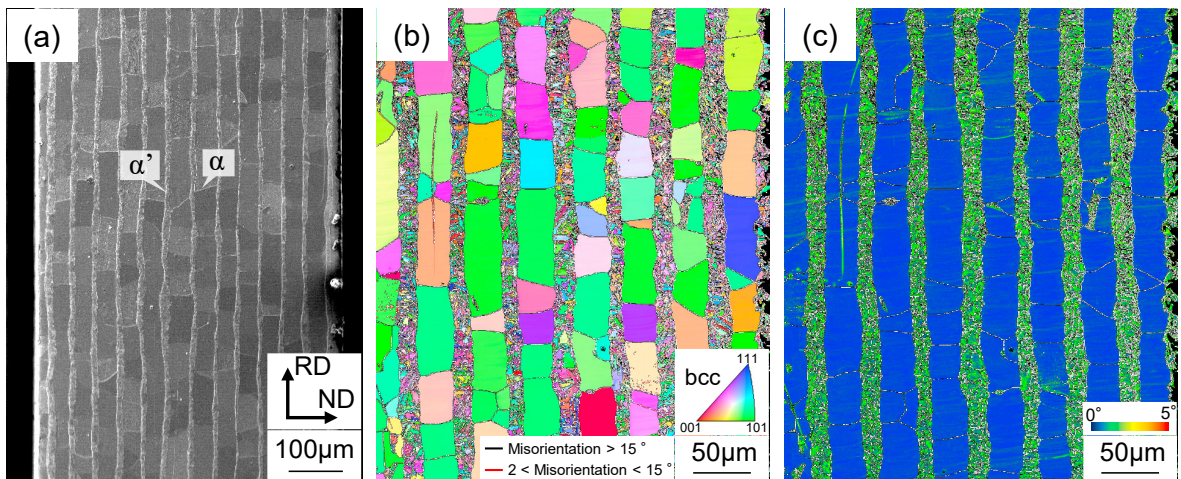 (a)
α’
α
RD
ND
100μm
(b)
bcc
111
001
101
Misorientation > 15 °
2 < Misorientation < 15 °
50μm
(c)
0°
5°
50μm